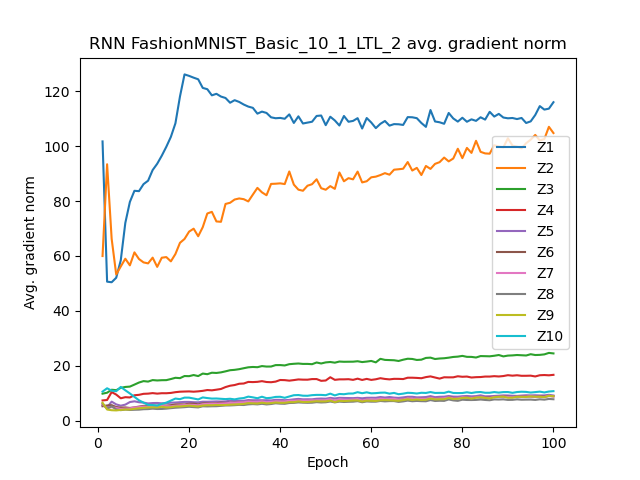 RNN FashionMNIST_Basic_10_1_LTL_2 avg. gradient norm
120
100
80
60
40
20
0
Avg. gradient norm
0
20
40
60
80
100
Epoch
Z1
Z2
Z3
Z4
Z5
Z6
Z7
Z8
Z9
Z10